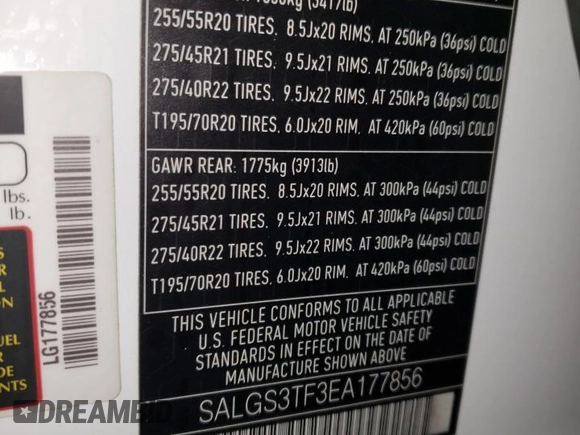 (3417lb)
255/55R20 TIRES. 8.5Jx20 RIMS. AT 250kPa (36psi) COLD
275/45R21 TIRES. 9.5Jx21 RIMS. AT 250kPa (36psi) COLD
275/40R22 TIRES. 9.5Jx22 RIMS. AT 250kPa (36psi) COLD
T195/70R20 TIRES. 6.0Jx20 RIM. AT 420kPa (60psi) COLD
GAWR REAR: 1775kg (3913lb)
255/55R20 TIRES. 8.5Jx20 RIMS. AT 300kPa (44psi) COLD
275/45R21 TIRES. 9.5Jx21 RIMS. AT 300kPa (44psi) COLD
275/40R22 TIRES. 9.5Jx22 RIMS. AT 300kPa (44psi) COLD
T195/70R20 TIRES. 6.0Jx20 RIM. AT 420kPa (60psi) COLD
THIS VEHICLE CONFORMS TO ALL APPLICABLE
U.S. FEDERAL MOTOR VEHICLE SAFETY
STANDARDS IN EFFECT ON THE DATE OF
MANUFACTURE SHOWN ABOVE
SALGS3TF3EA177856
lbs.
lb.
LG177856
DREAMBID